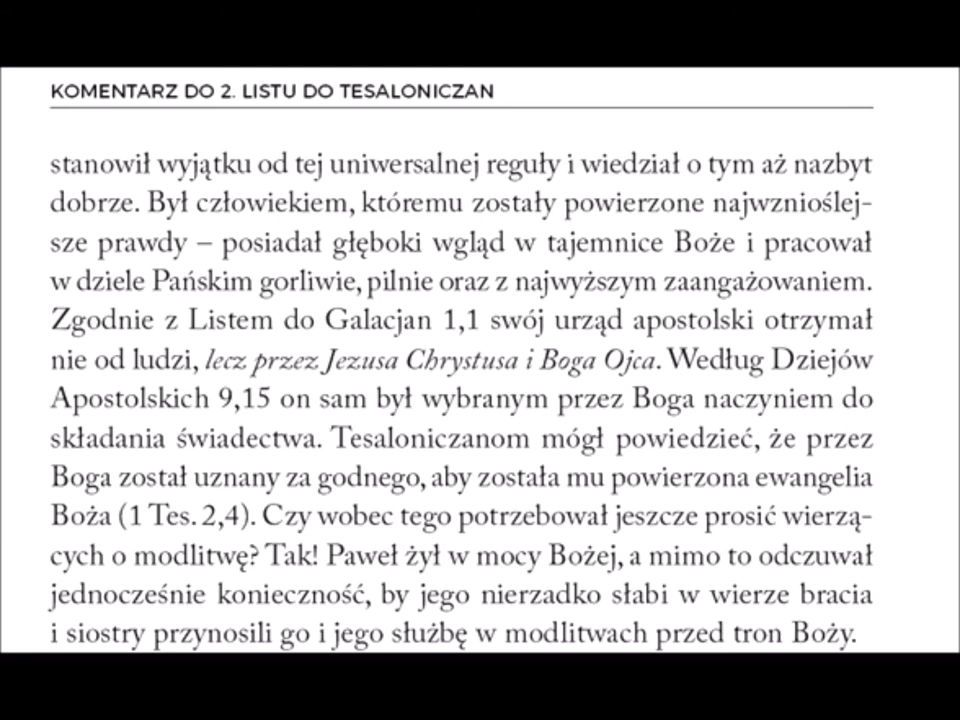 KOMENTARZ DO 2. LISTU DO TESALONICZAN
stanowił wyjątku od tej uniwersalnej reguły i wiedział o tym aż nazbyt
dobrze. Był człowiekiem, któremu zostały powierzone najwznioślej-
sze prawdy – posiadał głęboki wgląd w tajemnice Boże i pracował
w dziele Pańskim gorliwie, pilnie oraz z najwyższym zaangażowaniem.
Zgodnie z Listem do Galacjan 1,1 swój urząd apostolski otrzymał
nie od ludzi, lecz przez Jezusa Chrystusa i Boga Ojca. Według Dziejów
Apostolskich 9,15 on sam był wybranym przez Boga naczyniem do
składania świadectwa. Tesaloniczanom mógł powiedzieć, że przez
Boga został uznany za godnego, aby została mu powierzona ewangelia
Boża (1 Tes. 2,4). Czy wobec tego potrzebował jeszcze prosić wierzą-
cych o modlitwę? Tak! Paweł żył w mocy Bożej, a mimo to odczuwał
jednocześnie konieczność, by jego nierzadko słabi w wierze bracia
i siostry przynosili go i jego służbę w modlitwach przed tron Boży.